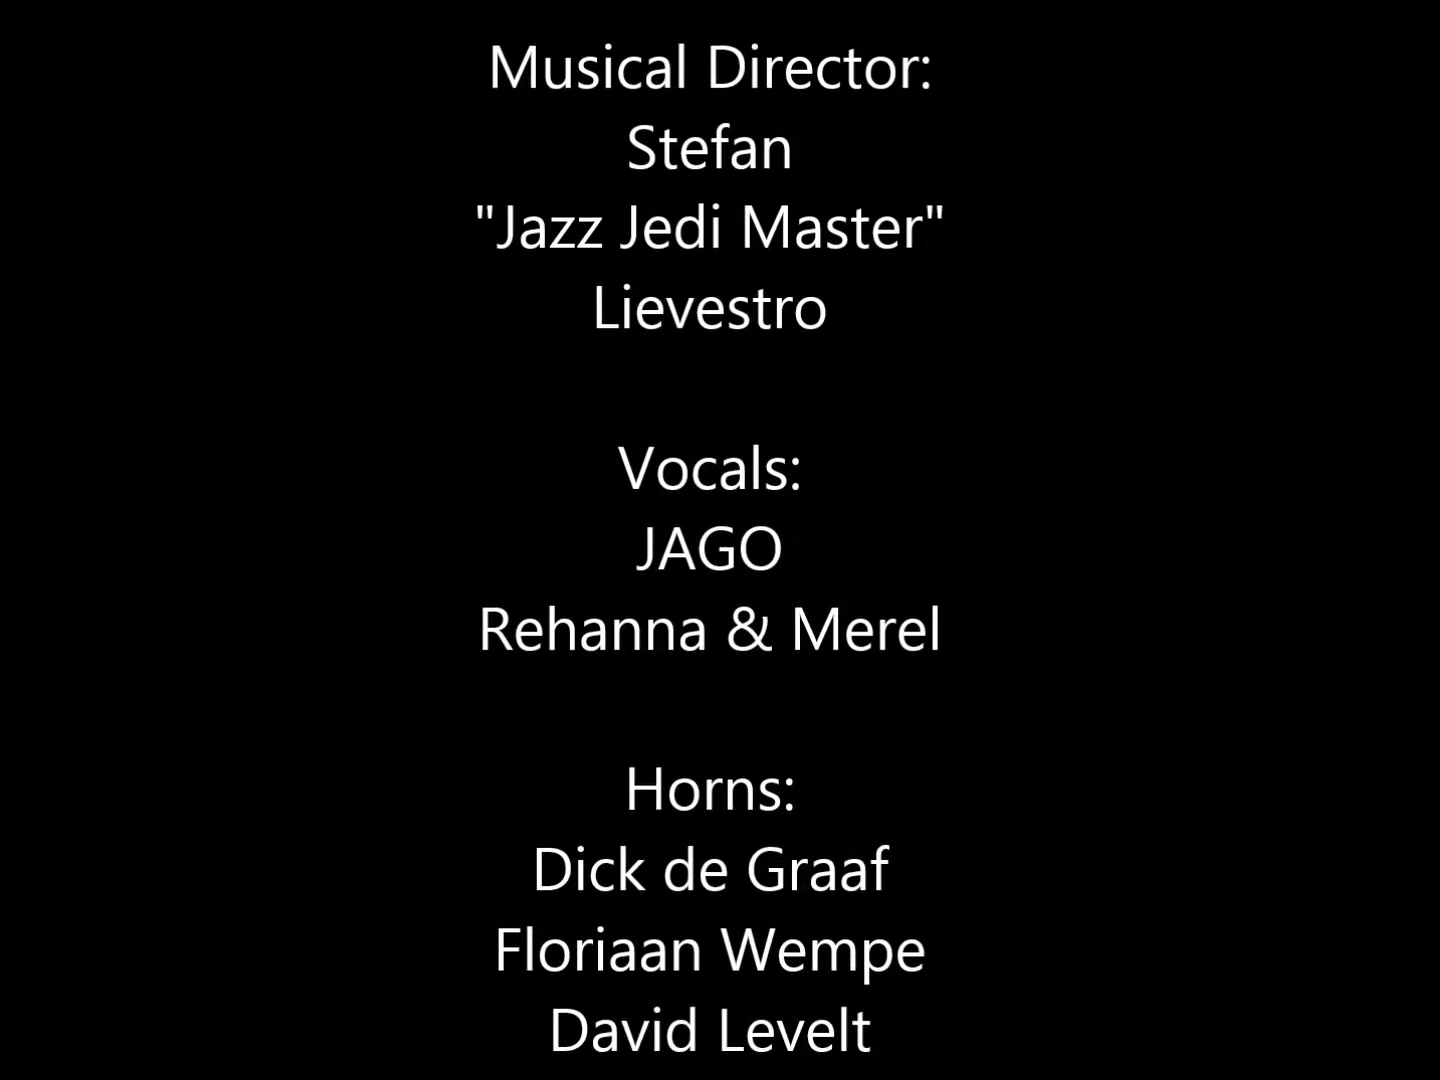 Musical Director:
Stefan
"Jazz Jedi Master"
Lievestro
Vocals:
JAGO
Rehanna & Merel
Horns:
Dick de Graaf
Floriaan Wempe
David Levelt